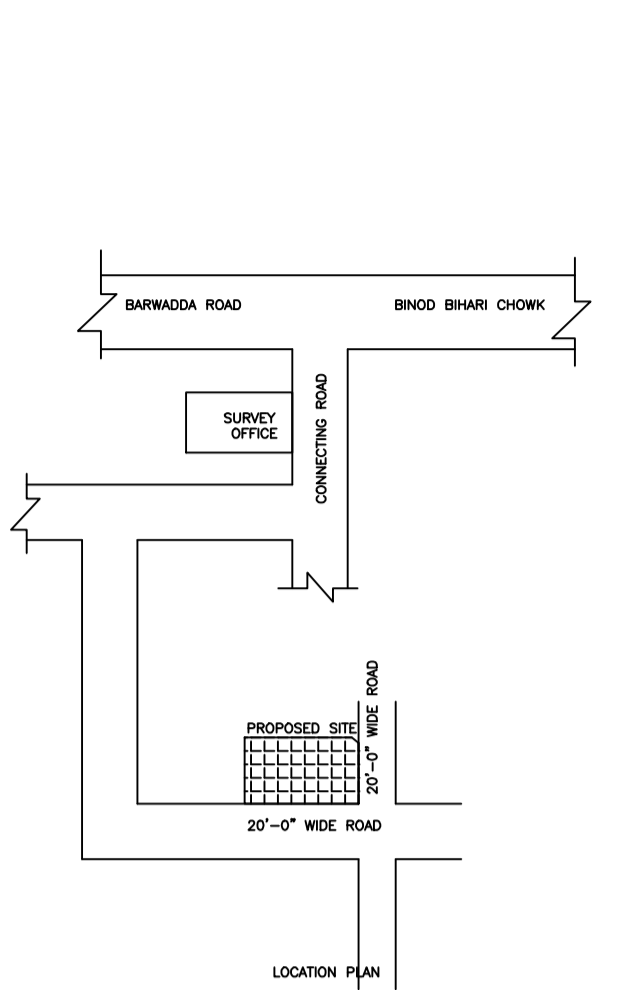 BARWADDA ROAD
BINOD BIHARI CHOWK
CONNECTING ROAD
SURVEY
OFFICE
20'-0" WIDE ROAD
PROPOSED SITE
20'-0" WIDE ROAD
LOCATION PLAN